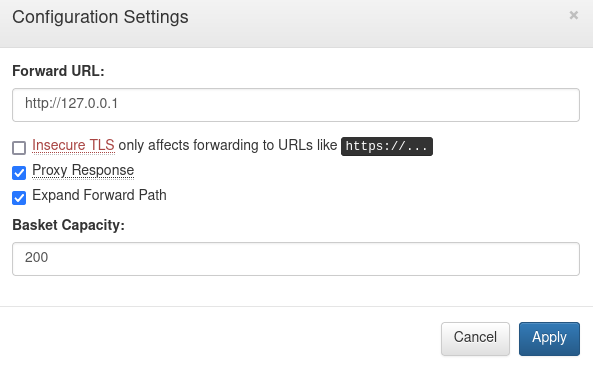 Configuration Settings ×
Forward URL:
http://127.0.0.1
Insecure TLS only affects forwarding to URLs like https://...
Proxy Response
Expand Forward Path
Basket Capacity:
200
Cancel Apply